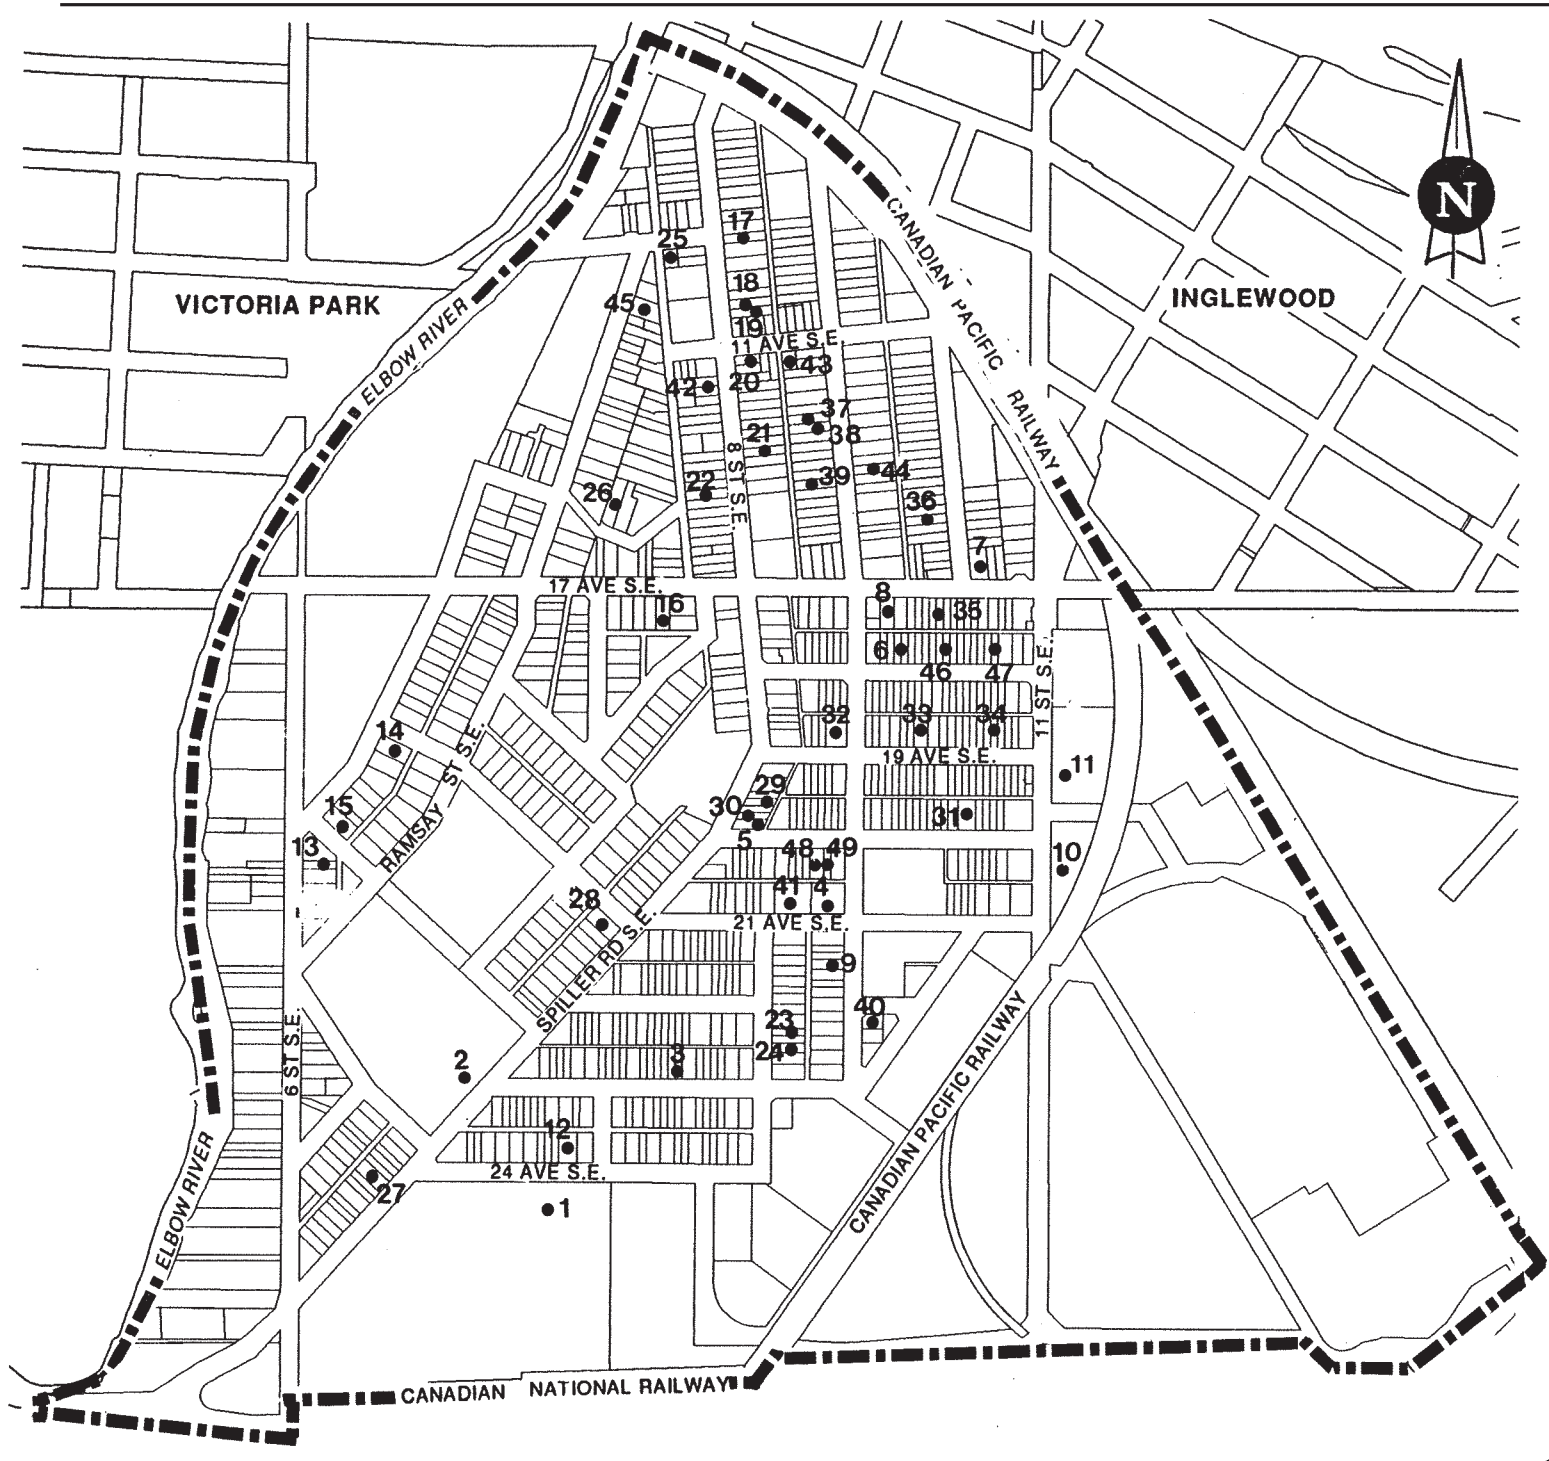 N
CANADIAN PACIFIC RAILWAY
17
25
VICTORIA PARK
18
INGLEWOOD
45
19
ELBOW RIVER
11 AVE S.E.
43
20
42
37
38
21
8 ST S.E.
44
39
22
26
36
7
17 AVE S.E.
16
8
35
6
46
47
11 ST S.E.
32
33
34
14
RAMSAY ST S.E.
19 AVE S.E.
11
29
30
5
31
15
13
48
49
10
41
4
28
21 AVE S.E.
SPILLER RD S.E.
9
40
23
24
CANADIAN PACIFIC RAILWAY
6 ST S.E.
2
3
12
24 AVE S.E.
ELBOW RIVER
27
1
CANADIAN NATIONAL RAILWAY